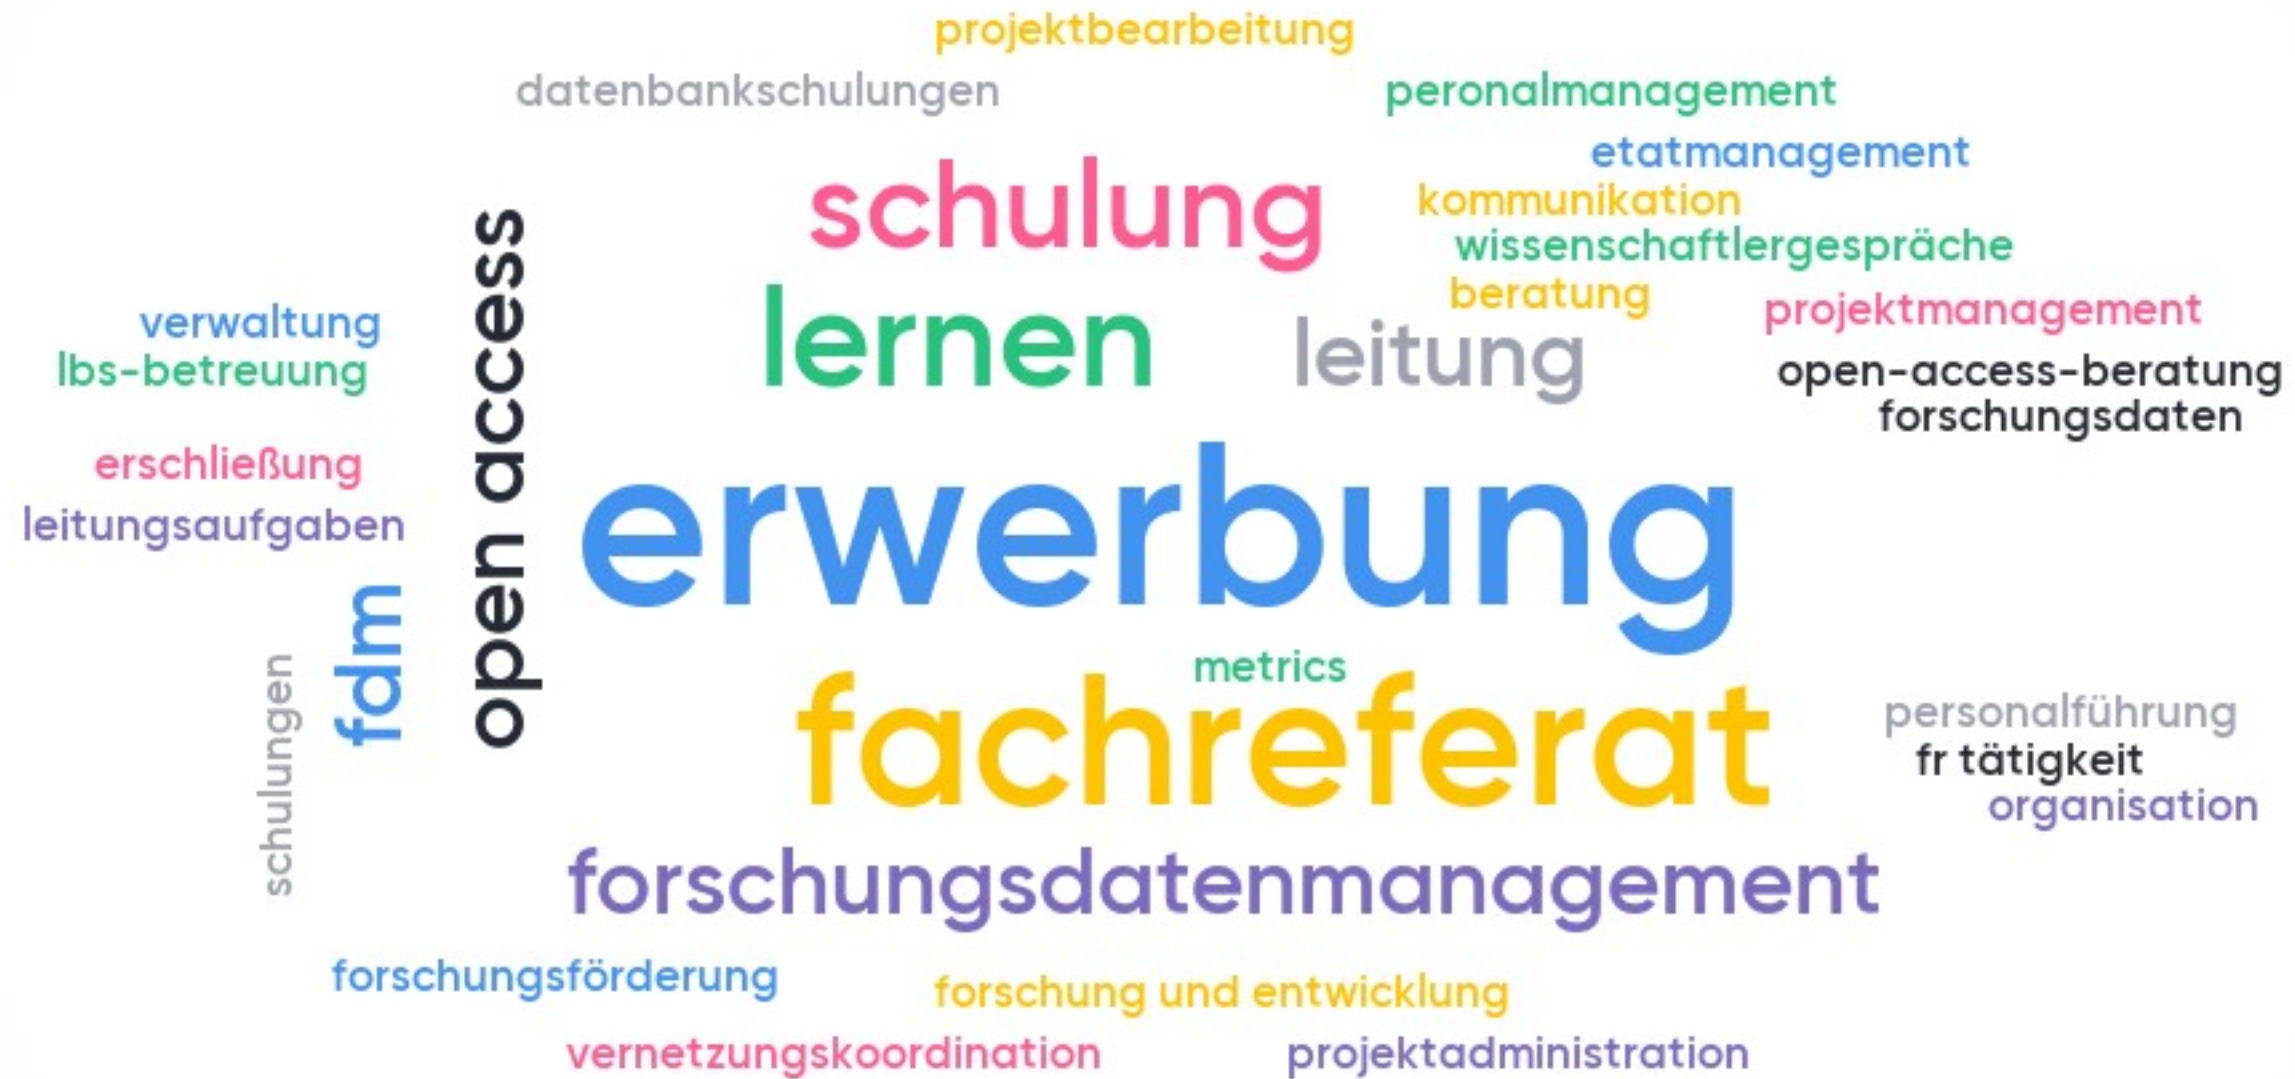 projektbearbeitung
datenbankschulungen
peronalmanagement
etatmanagement
schulung
kommunikation
wissenschaftlergespräche
beratung
projektmanagement
verwaltung
lernen
leitung
lbs-betreuung
open-access-beratung
forschungsdaten
open access
erschließung
leitungsaufgaben
erwerbung
fdm
metrics
fachreferat
personalführung
fr tätigkeit
organisation
schulungen
forschungsdatenmanagement
forschungsförderung
forschung und entwicklung
vernetzungskoordination
projektadministration